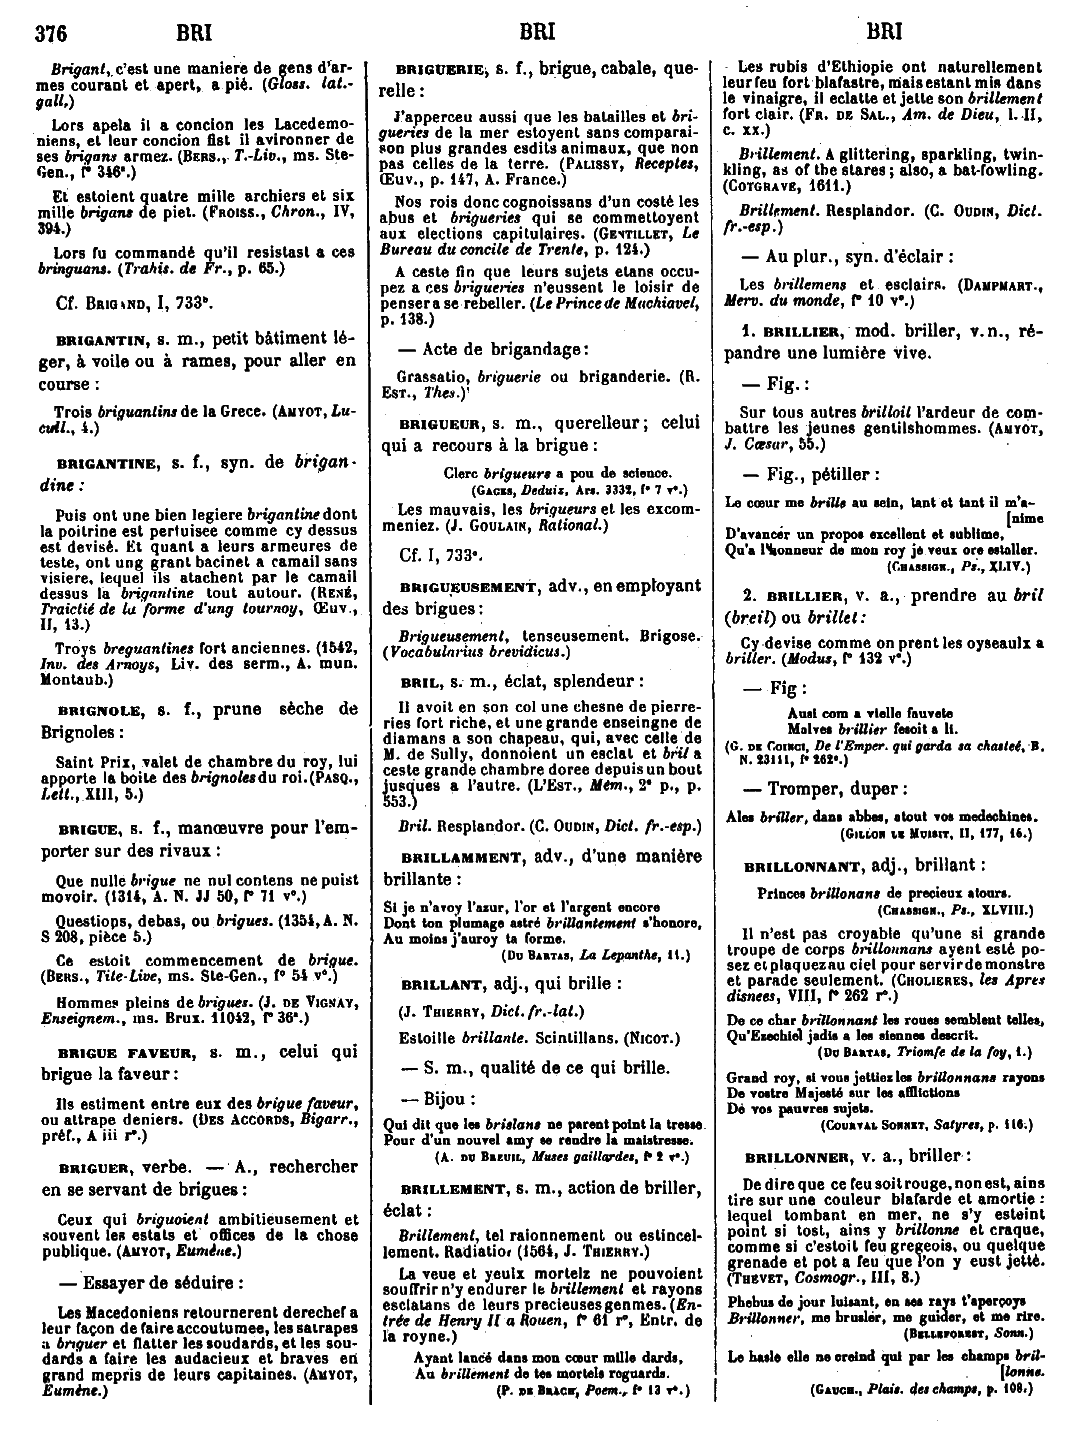 376 BRI BRI BRI
Brigant, c'est une maniere de gens d'ar-
mes courant et apert, a pié. (Gloss. lat.-
gall.)
Lors apela il a concion les Lacedemo-
niens, et leur concion fist il avironner de
ses brigans armez. (BERS., T.-Liv., ms. Ste-
Gen., f° 346ª.)
Et estoient quatre mille archiers et six
mille brigans de piet. (FROISS., Chron., IV,
394.)
Lors fu commandé qu'il resistast a ces
bringuans. (Trahis. de Fr., p. 65.)
Cf. BRIGAND, I, 733ᵇ.
BRIGANTIN, s. m., petit bâtiment lé-
ger, à voile ou à rames, pour aller en
course :
Trois briguantins de la Grece. (AMYOT, Lu-
cull., 4.)
BRIGANTINE, s. f., syn. de brigan-
dine :
Puis ont une bien legiere brigantine dont
la poitrine est pertuisee comme cy dessus
est devisé. Et quant a leurs armeures de
teste, ont ung grant bacinet a camail sans
visiere, lequel ils atachent par le camail
dessus la brigantine tout autour. (RENÉ,
Traictié de la forme d'ung tournoy, Œuv.,
II, 13.)
Troys breguantines fort anciennes. (1542,
Inv. des Arnoys, Liv. des serm., A. mun.
Montaub.)
BRIGNOLE, s. f., prune sèche de
Brignoles :
Saint Prix, valet de chambre du roy, lui
apporte la boite des brignoles du roi. (PASQ.,
Lett., XIII, 5.)
BRIGUE, s. f., manœuvre pour l'em-
porter sur des rivaux :
Que nulle brigue ne nul contens ne puist
movoir. (1314, A. N. JJ 50, f° 71 v°.)
Questiops, debas, ou brigues. (1354, A. N.
S 208, pièce 5.)
Ce estoit commencement de brigue.
(BERS., Tite-Live, ms. Ste-Gen., f° 54 v°.)
Hommes pleins de brigues. (J. DE VIGNAY,
Enseignem., ms. Brux. 11042, f° 36ª.)
BRIGUE FAVEUR, s. m., celui qui
brigue la faveur :
Ils estiment entre eux des brigue faveur,
ou attrape deniers. (DES ACCORDS, Bigarr.,
préf., A iii r°.)
BRIGUER, verbe. — A., rechercher
en se servant de brigues :
Ceux qui briguoient ambitieusement et
souvent les estats et offices de la chose
publique. (AMYOT, Eumène.)
— Essayer de séduire :
Les Macedoniens retournerent derechef a
leur façon de faire accoutumee, les satrapes
a briguer et flatter les soudards, et les sou-
dards a faire les audacieux et braves en
grand mepris de leurs capitaines. (AMYOT,
Eumène.)
BRIGUERIE, s. f., brigue, cabale, que-
relle :
J'apperceu aussi que les batailles et bri-
gueries de la mer estoyent sans comparai-
son plus grandes esdits animaux, que non
pas celles de la terre. (PALISSY, Receptes,
Œuv., p. 147, A. France.)
Nos rois donc cognoissans d'un costé les
abus et brigueries qui se commettoyent
aux elections capitulaires. (GENTILLET, Le
Bureau du concile de Trente, p. 124.)
A ceste fin que leurs sujets etans occu-
pez a ces brigueries n'eussent le loisir de
penser a se rebeller. (Le Prince de Machiavel,
p. 138.)
— Acte de brigandage :
Grassatio, briguerie ou briganderie. (R.
EST., Thes.)
BRIGUEUR, s. m., querelleur ; celui
qui a recours à la brigue :
Clerc brigueurs a pou de science.
(GACES, Deduiz, Ars. 3332, f° 7 v°.)
Les mauvais, les brigueurs et les excom-
meniez. (J. GOULAIN, Rational.)
Cf. I, 733ᵉ.
BRIGUEUSEMENT, adv., en employant
des brigues :
Brigueusement, tenseusement. Brigose.
(Vocabularius brevidicus.)
BRIL, s. m., éclat, splendeur :
Il avoit en son col une chesne de pierre-
ries fort riche, et une grande enseingne de
diamans a son chapeau, qui, avec celle de
M. de Sully, donnoient un esclat et bril a
ceste grande chambre doree depuis un bout
jusques a l'autre. (L'EST., Mém., 2ᵉ p., p.
553.)
Bril. Resplandor. (C. OUDIN, Dict. fr.-esp.)
BRILLAMMENT, adv., d'une manière
brillante :
Si je n'avoy l'azur, l'or et l'argent encore
Dont ton plumage astré brillantement s'honore,
Au moins j'auroy ta forme.
(DU BARTAS, La Lepanthe, 11.)
BRILLANT, adj., qui brille :
(J. THIERRY, Dict. fr.-lat.)
Estoille brillante. Scintillans. (NICOT.)
— S. m., qualité de ce qui brille.
— Bijou :
Qui dit que les brislans ne parent point la tresse
Pour d'un nouvel amy se rendre la maistresse.
(A. DU BREUIL, Muses gaillardes, f° 2 v°.)
BRILLEMENT, s. m., action de briller,
éclat :
Brillement, tel raionnement ou estincel-
lement. Radiatio (1564, J. THIERRY.)
La veue et yeulx mortelz ne pouvoient
souffrir n'y endurer le brillement et rayons
esclatans de leurs precieuses genmes. (En-
trée de Henry II a Rouen, f° 61 r°, Entr. de
la royne.)
Ayant lancé dans mon cœur mille dards,
Au brillement de tes mortels regards.
(P. DE BRACH, Poem., f° 13 r°.)
Les rubis d'Ethiopie ont naturellement
leur feu fort blafastre, mais estant mis dans
le vinaigre, il eclatte et jette son brillement
fort clair. (FR. DE SAL., Am. de Dieu, l. II,
c. XX.)
Brillement. A glittering, sparkling, twin-
kling, as of the stares ; also, a bat-fowling.
(COTGRAVE, 1611.)
Brillement. Resplandor. (C. OUDIN, Dict.
fr.-esp.)
— Au plur., syn. d'éclair :
Les brillemens et esclairs. (DAMPMART.,
Merv. du monde, f° 10 v°.)
1. BRILLIER, mod. briller, v. n., ré-
pandre une lumière vive.
— Fig. :
Sur tous autres brilloit l'ardeur de com-
battre les jeunes gentilshommes. (AMYOT,
J. Cæsar, 55.)
— Fig., pétiller :
Le cœur me brille au sein, tant et tant il m'a-
[nime
D'avancer un propos excellent et sublime,
Qu'a l'honneur de mon roy je veux ore estaller.
(CHASSIGN., Ps., XLIV.)
2. BRILLIER, v. a., prendre au bril
(breil) ou brillet :
Cy devise comme on prent les oyseaulx a
briller. (Modus, f° 132 v°.)
— Fig :
Ausi com a vielle fauvete
Malves brillier fesoit a li.
(G. DE COINCI, De l'Emper. qui garda sa chasteé, B.
N. 23111, f° 262ᵉ.)
— Tromper, duper :
Ales briller, dans abbes, atout vos medechines.
(GILLON LE MUISIT, II, 177, 16.)
BRILLONNANT, adj., brillant :
Princes brillonans de precieux atours.
(CHASSIGN., Ps., XLVIII.)
Il n'est pas croyable qu'une si grande
troupe de corps brillonnans ayent esté po-
sez et plaquez au ciel pour servir de monstre
et parade seulement. (CHOLIERES, les Apres
disnees, VIII, f° 262 r°.)
De ce char brillonnant les roues semblent telles,
Qu'Ezechiel jadis a les siennes descrit.
(DU BARTAS, Triomfe de la foy, 1.)
Grand roy, si vous jettiez les brillonnans rayons
De vostre Majesté sur les afflictions
De vos pauvres sujets.
(COURVAL SONNET, Satyres, p. 116.)
BRILLONNER, v. a., briller :
De dire que ce feu soit rouge, non est, ains
tire sur une couleur blafarde et amortie :
lequel tombant en mer, ne s'y esteint
point si tost, ains y brillonne et craque,
comme si c'estoit feu gregeois, ou quelque
grenade et pot a feu que l'on y eust jetté.
(THEVET, Cosmogr., III, 8.)
Phebus de jour luisant, en ses rays t'aperçoys
Brillonner, me brusler, me guider, et me rire.
(BELLEFOREST, Sonn.)
Le hasle elle ne creind qui par les champs bril-
[lonne.
(GAUCH., Plais. des champs, p. 108.)